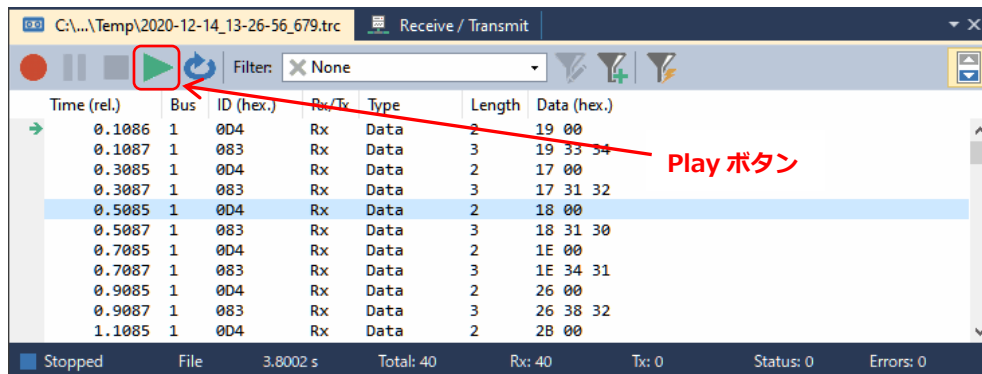 C:\...\Temp\2020-12-14_13-26-56_679.trc Receive / Transmit
Filter: None
Time (rel.) Bus ID (hex.) Rx/Tx Type Length Data (hex.)
0.1086 1 0D4 Rx Data 2 19 00
0.1087 1 083 Rx Data 3 19 33 34
0.3085 1 0D4 Rx Data 2 17 00
0.3087 1 083 Rx Data 3 17 31 32
0.5085 1 0D4 Rx Data 2 18 00
0.5087 1 083 Rx Data 3 18 31 30
0.7085 1 0D4 Rx Data 2 1E 00
0.7087 1 083 Rx Data 3 1E 34 31
0.9085 1 0D4 Rx Data 2 26 00
0.9087 1 083 Rx Data 3 26 38 32
1.1085 1 0D4 Rx Data 2 2B 00
Play ボタン
Stopped File 3.8002 s Total: 40 Rx: 40 Tx: 0 Status: 0 Errors: 0